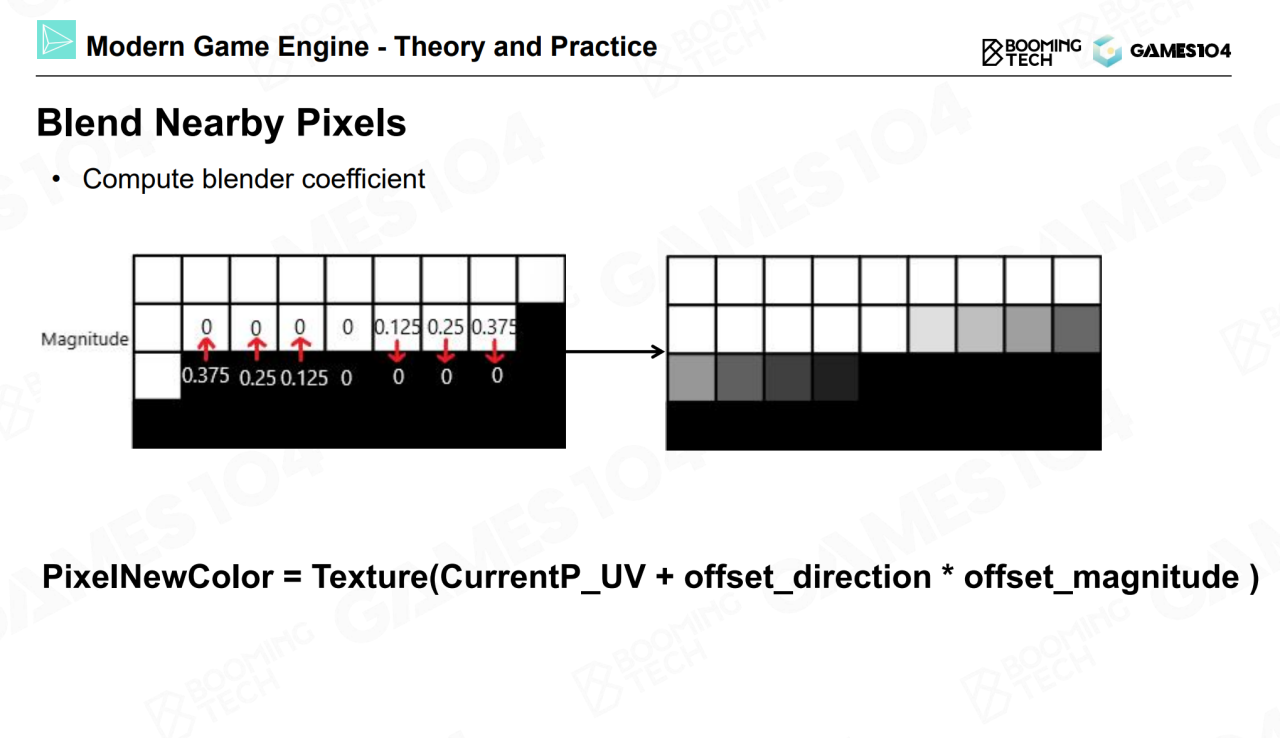 Modern Game Engine - Theory and Practice
BOOMING
TECH
GAMES104
Blend Nearby Pixels
• Compute blender coefficient
Magnitude
0 0 0 0 0.125 0.25 0.375
0.375 0.25 0.125 0 0 0 0
PixelNewColor = Texture(CurrentP_UV + offset_direction * offset_magnitude )